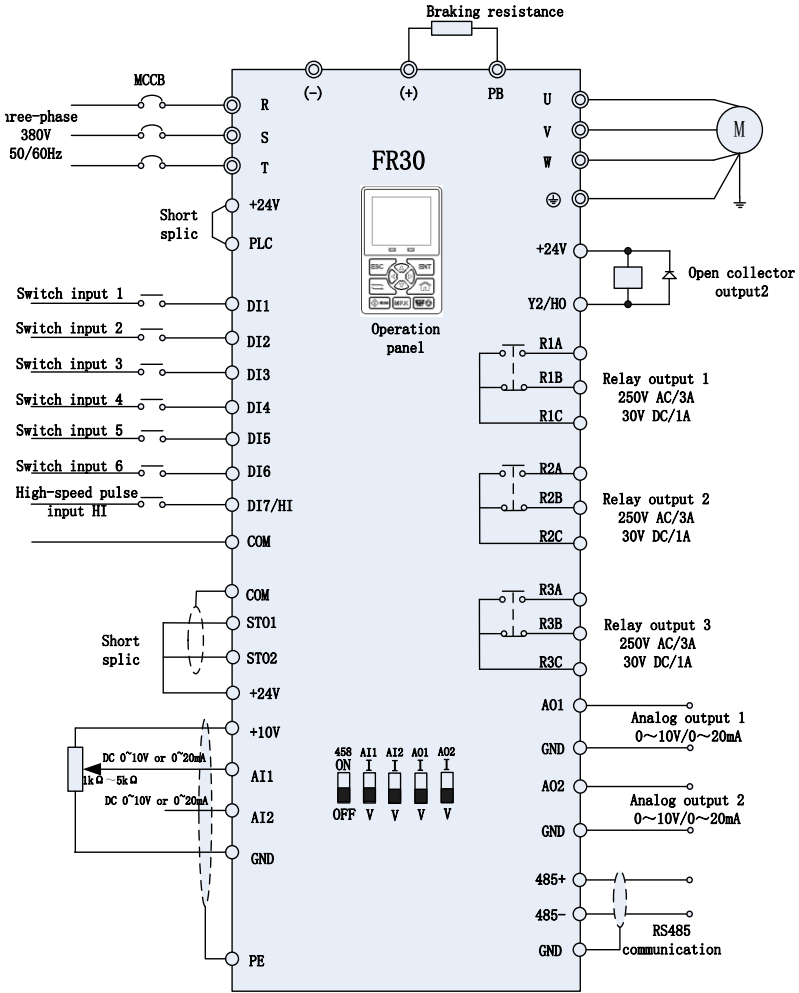 Braking resistance
MCCB
(-)
(+)
PB
R
U
hree-phase
S
V
380V
M
50/60Hz
T
W
FR30
+24V
Short
splic
PLC
+24V
Open collector
output2
Y2/HO
ESC
ENT
Operation
panel
Switch input 1
DI1
Switch input 2
DI2
Switch input 3
DI3
Switch input 4
DI4
Switch input 5
DI5
Switch input 6
DI6
High-speed pulse
input HI
DI7/HI
COM
R1A
R1B
R1C
Relay output 1
250V AC/3A
30V DC/1A
R2A
R2B
R2C
Relay output 2
250V AC/3A
30V DC/1A
COM
STO1
Short
splic
STO2
+24V
R3A
R3B
R3C
Relay output 3
250V AC/3A
30V DC/1A
+10V
DC 0~10V or 0~20mA
1kΩ~5kΩ
AI1
DC 0~10V or 0~20mA
AI2
GND
PE
458 AI1 AI2 AO1 AO2
ON I I I I
OFF V V V V
AO1
Analog output 1
0~10V/0~20mA
GND
AO2
Analog output 2
0~10V/0~20mA
GND
485+
485-
RS485
communication
GND